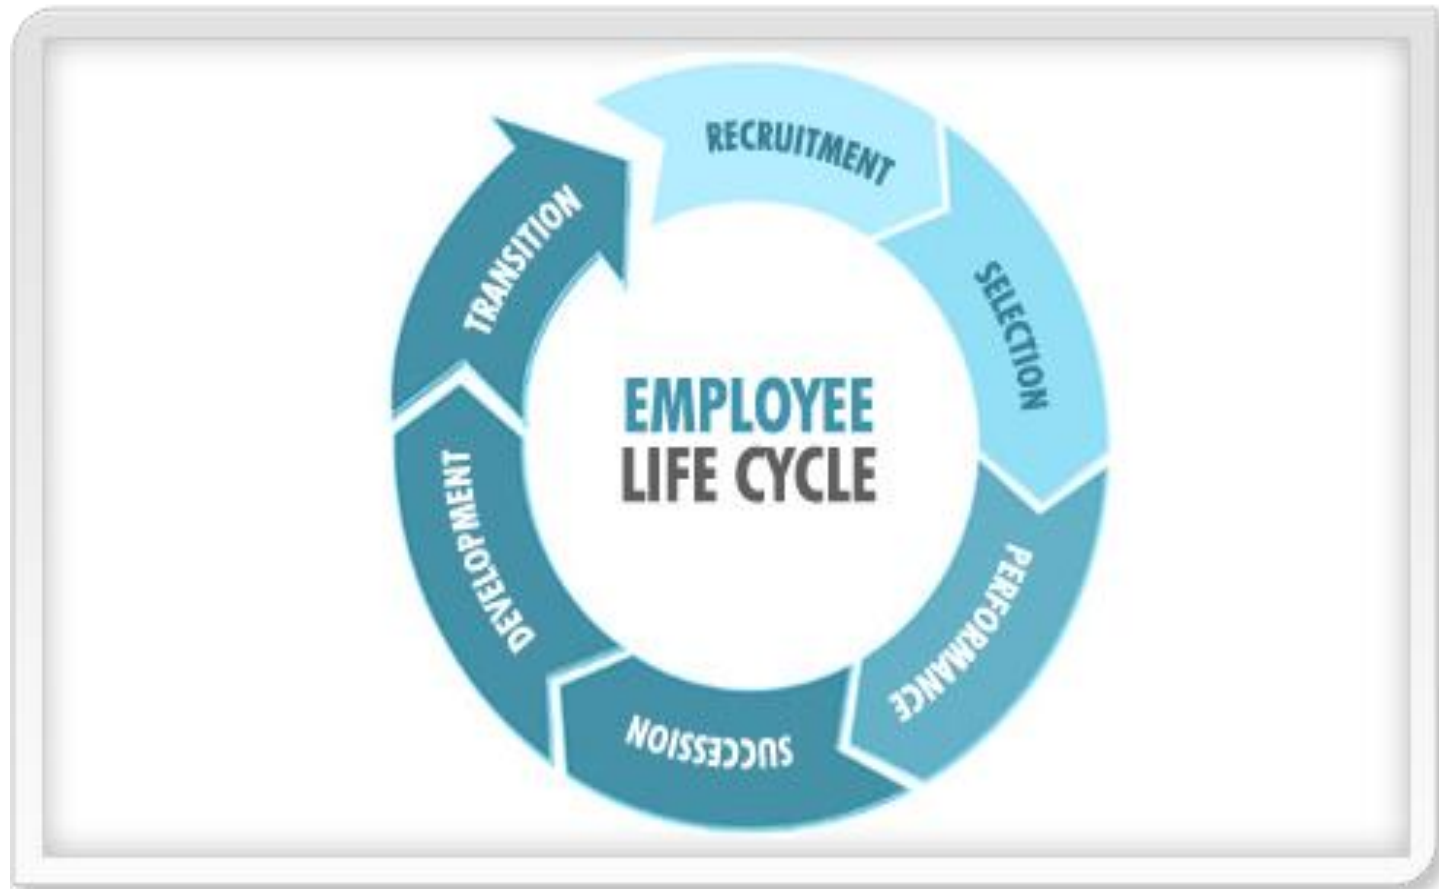 EMPLOYEE
LIFE CYCLE
RECRUITMENT
SELECTION
PERFORMANCE
SUCCESSION
DEVELOPMENT
TRANSITION